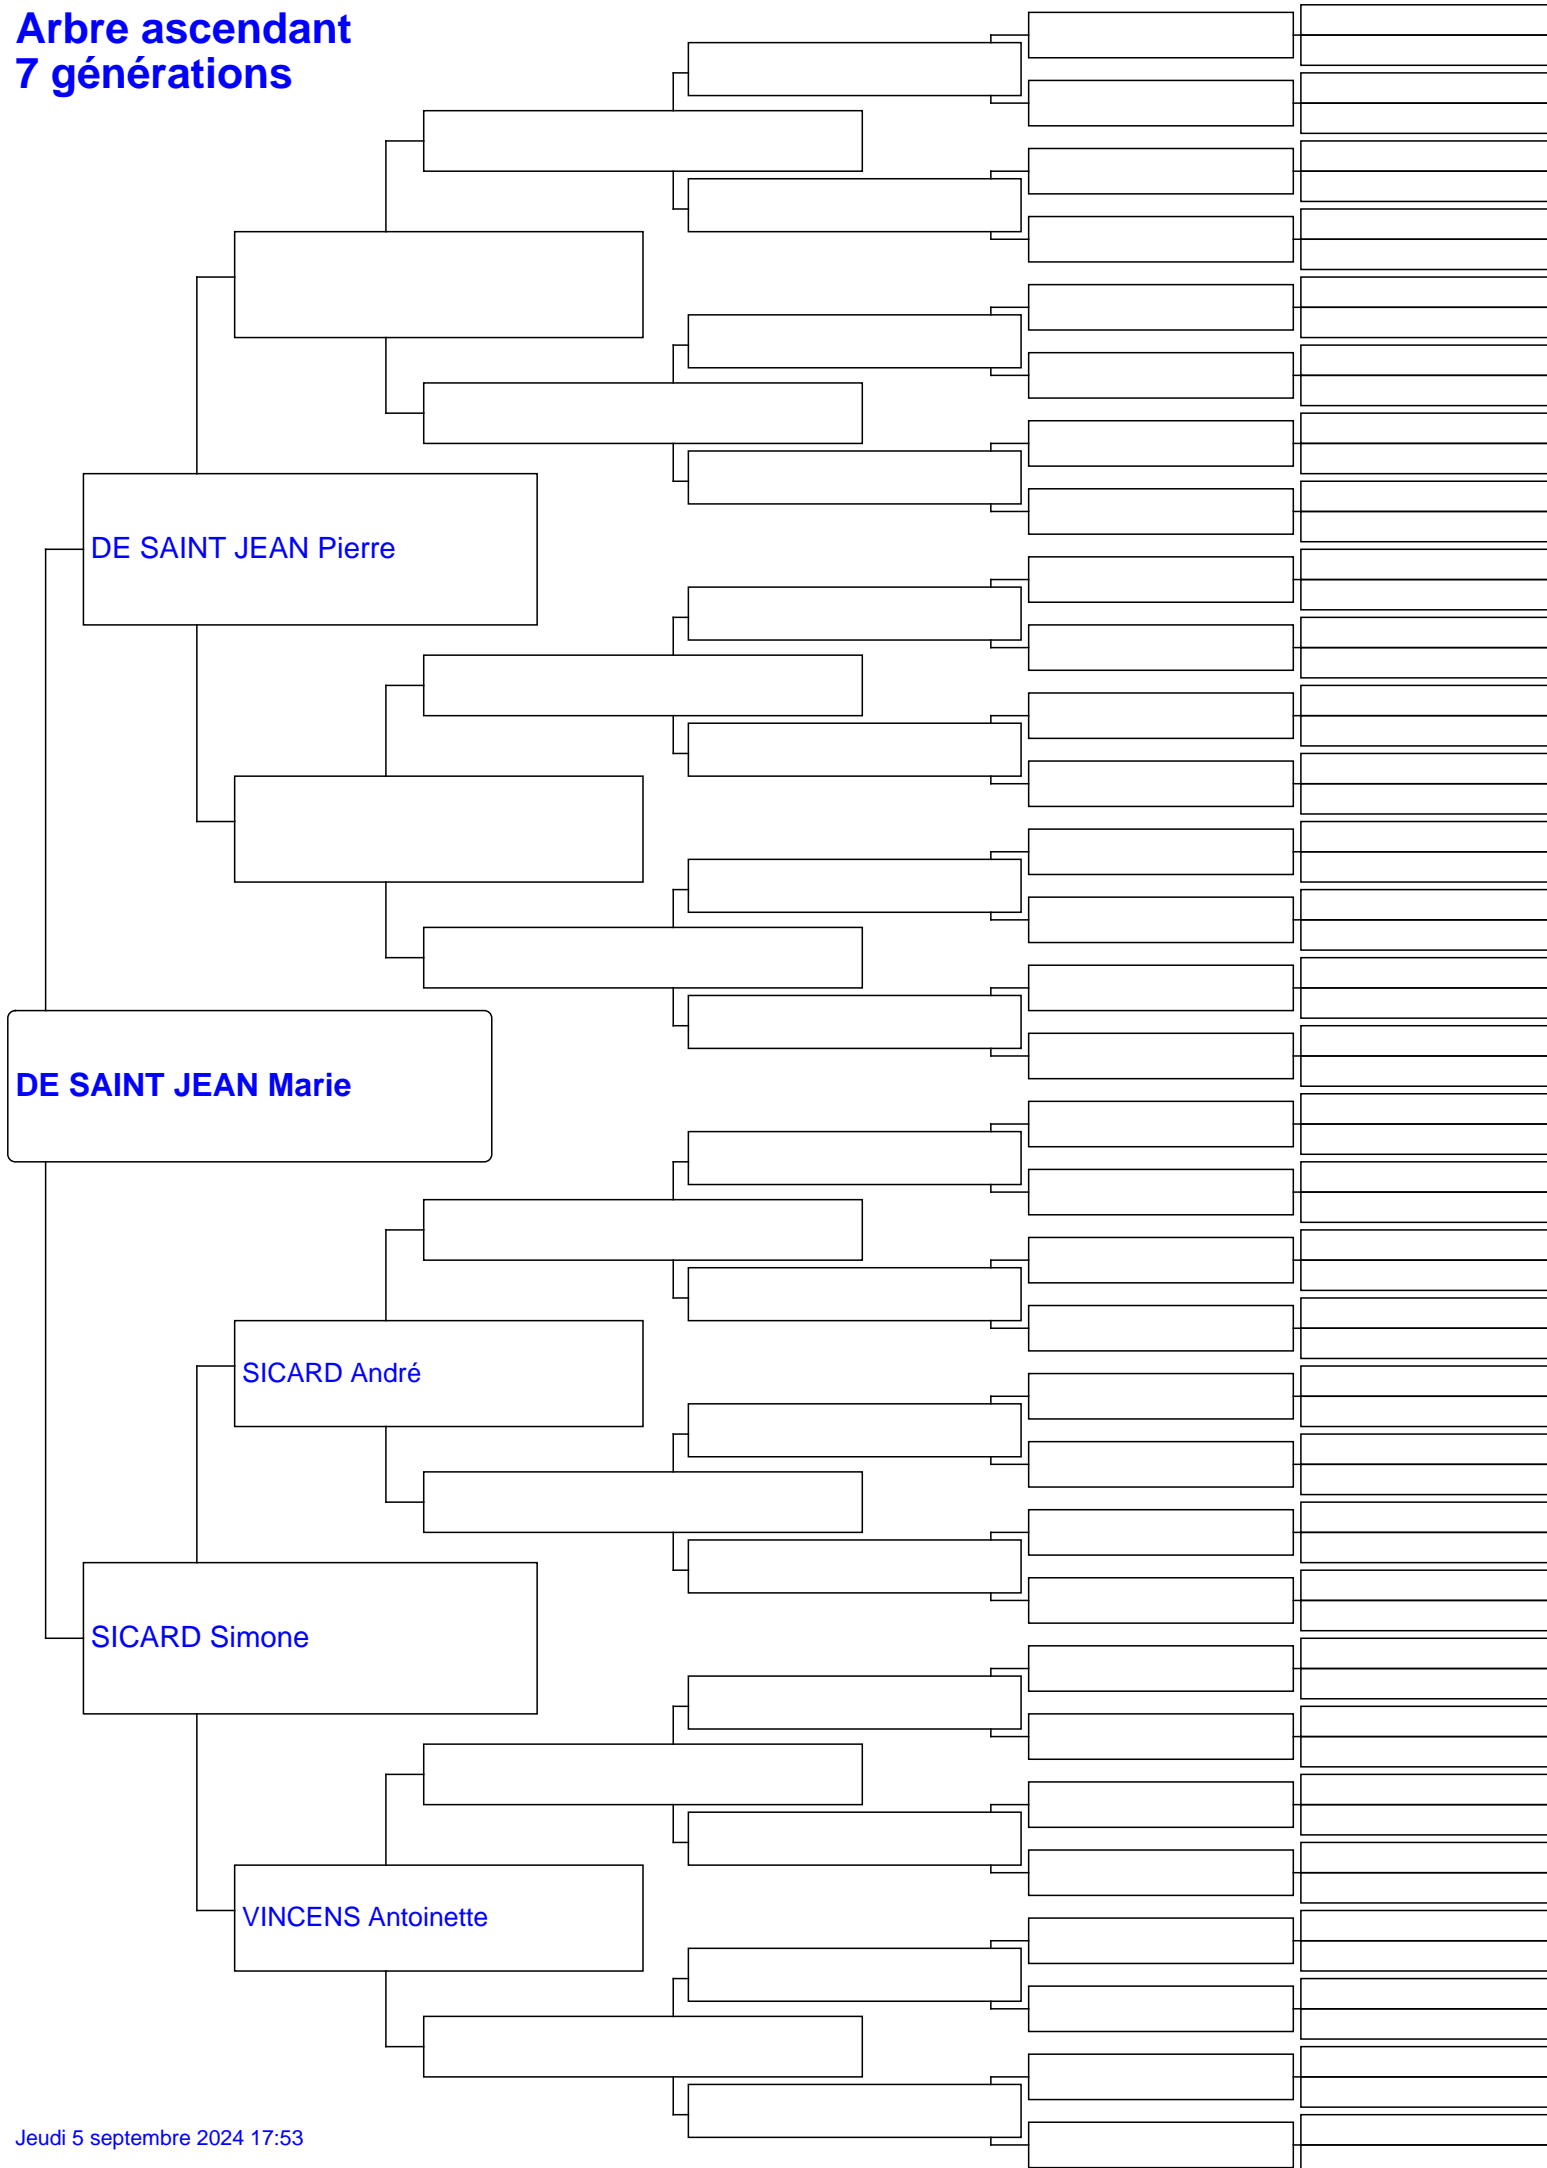 Arbre ascendant
7 générations
DE SAINT JEAN Pierre
DE SAINT JEAN Marie
SICARD André
SICARD Simone
VINCENS Antoinette
Jeudi 5 septembre 2024 17:53